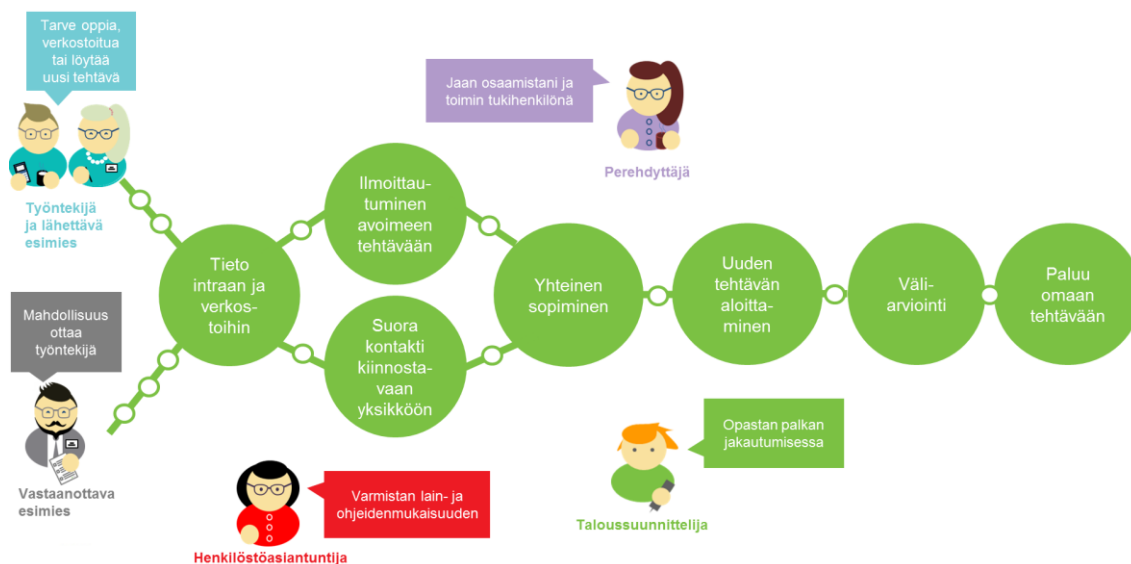 Tarve oppia,
verkostoitua
tai löytää
uusi tehtävä
Työntekijä
ja lähettävä
esimies
Mahdollisuus
ottaa
työntekijä
Vastaanottava
esimies
Tieto
intraan ja
verkos-
toihin
Ilmoittau-
tuminen
avoimeen
tehtävään
Suora
kontakti
kiinnosta-
vaan
yksikköön
Henkilöstöasiantuntija
Varmistan lain- ja
ohjeidenmukaisuuden
Jaan osaamistani ja
toimin tukihenkilönä
Perehdyttäjä
Yhteinen
sopiminen
Taloussuunnittelija
Opastan palkan
jakautumisessa
Uuden
tehtävän
aloitta-
minen
Väli-
arviointi
Paluu
omaan
tehtävään